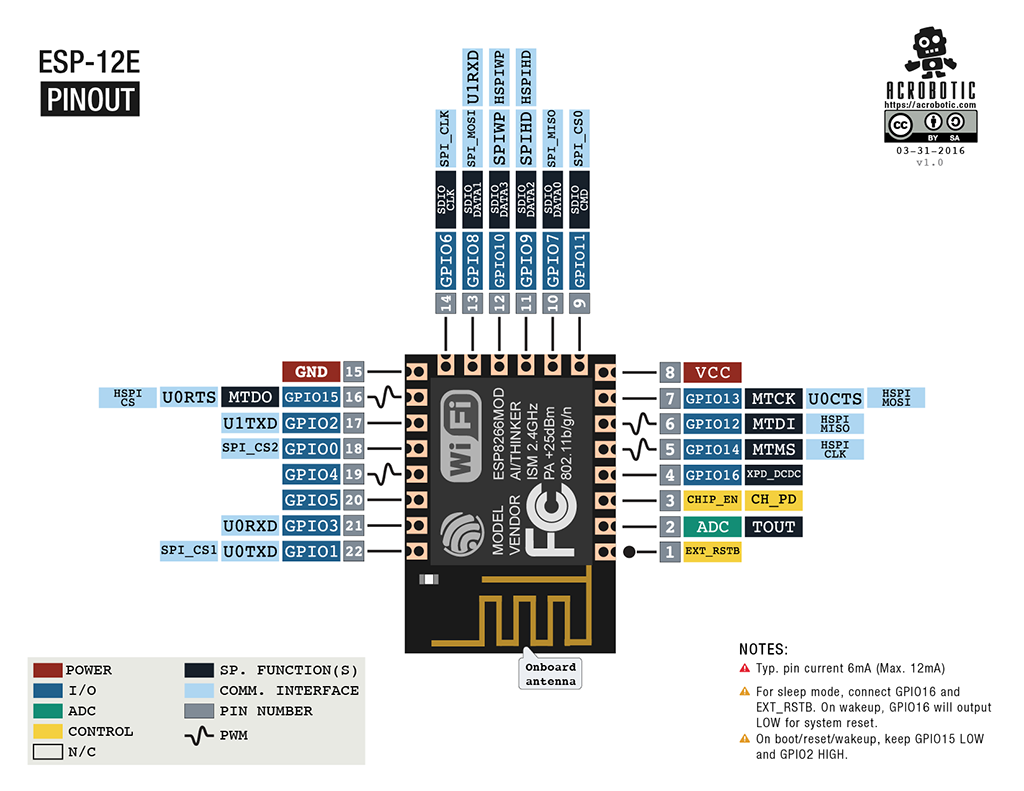 ESP-12E
PINOUT
ACROBOTIC
https://acrobotic.com
CC
BY SA
03-31-2016
v1.0
U1RXD
HSPIWP
HSPIHD
SPI_CLK
SPI_MOSI
SPIWP
SPIHD
SPI_MISO
SPI_CS0
SDIO
CLK
SDIO
DATA1
SDIO
DATA3
SDIO
DATA2
SDIO
DATA0
SDIO
CMD
GPIO6
GPIO8
GPIO10
GPIO9
GPIO7
GPIO11
14
13
12
11
10
9
GND 15
HSPI
CS
U0RTS MTDO GPIO15 16
U1TXD GPIO2 17
SPI_CS2 GPIO0 18
GPIO4 19
GPIO5 20
U0RXD GPIO3 21
SPI_CS1 U0TXD GPIO1 22
WiFi
ESP8266MOD
AI/THINKER
ISM 2.4GHz
PA +25dBm
802.11b/g/n
MODEL
VENDOR
FC
8 VCC
7 GPIO13 MTCK U0CTS
HSPI
MOSI
6 GPIO12 MTDI
HSPI
MISO
5 GPIO14 MTMS
HSPI
CLK
4 GPIO16 XPD_DCDC
3 CHIP_EN CH_PD
2 ADC TOUT
1 EXT_RSTB
Onboard
antenna
POWER
I/O
ADC
CONTROL
N/C
SP. FUNCTION(S)
COMM. INTERFACE
PIN NUMBER
PWM
NOTES:
Typ. pin current 6mA (Max. 12mA)
For sleep mode, connect GPIO16 and
EXT_RSTB. On wakeup, GPIO16 will output
LOW for system reset.
On boot/reset/wakeup, keep GPIO15 LOW
and GPIO2 HIGH.